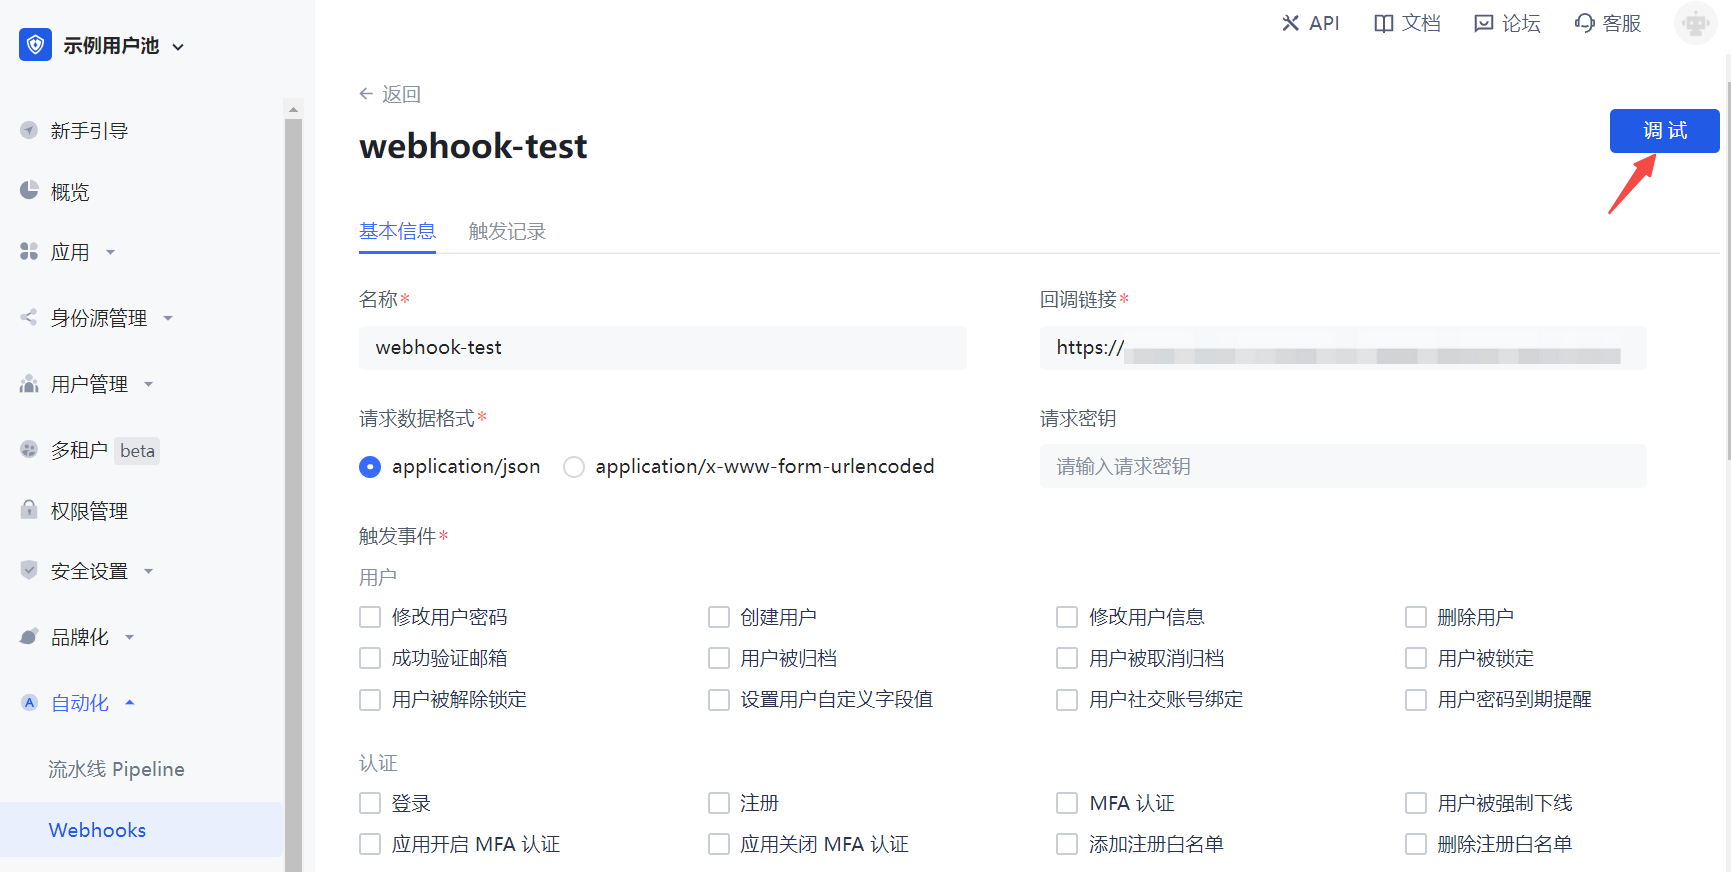 示例用户池
API 文档 论坛 客服
新手引导
概览
应用
身份源管理
用户管理
多租户 beta
权限管理
安全设置
品牌化
自动化
流水线 Pipeline
Webhooks
返回
webhook-test
调 试
基本信息 触发记录
名称* 回调链接*
webhook-test https://
请求数据格式* 请求密钥
application/json application/x-www-form-urlencoded 请输入请求密钥
触发事件*
用户
修改用户密码 创建用户 修改用户信息 删除用户
成功验证邮箱 用户被归档 用户被取消归档 用户被锁定
用户被解除锁定 设置用户自定义字段值 用户社交账号绑定 用户密码到期提醒
认证
登录 注册 MFA 认证 用户被强制下线
应用开启 MFA 认证 应用关闭 MFA 认证 添加注册白名单 删除注册白名单